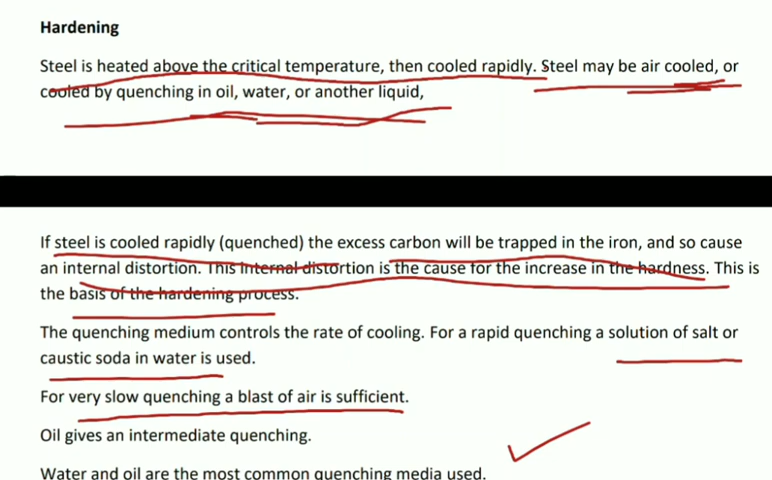 Hardening
Steel is heated above the critical temperature, then cooled rapidly. Steel may be air cooled, or
cooled by quenching in oil, water, or another liquid,
If steel is cooled rapidly (quenched) the excess carbon will be trapped in the iron, and so cause
an internal distortion. This internal distortion is the cause for the increase in the hardness. This is
the basis of the hardening process.
The quenching medium controls the rate of cooling. For a rapid quenching a solution of salt or
caustic soda in water is used.
For very slow quenching a blast of air is sufficient.
Oil gives an intermediate quenching.
Water and oil are the most common quenching media used.